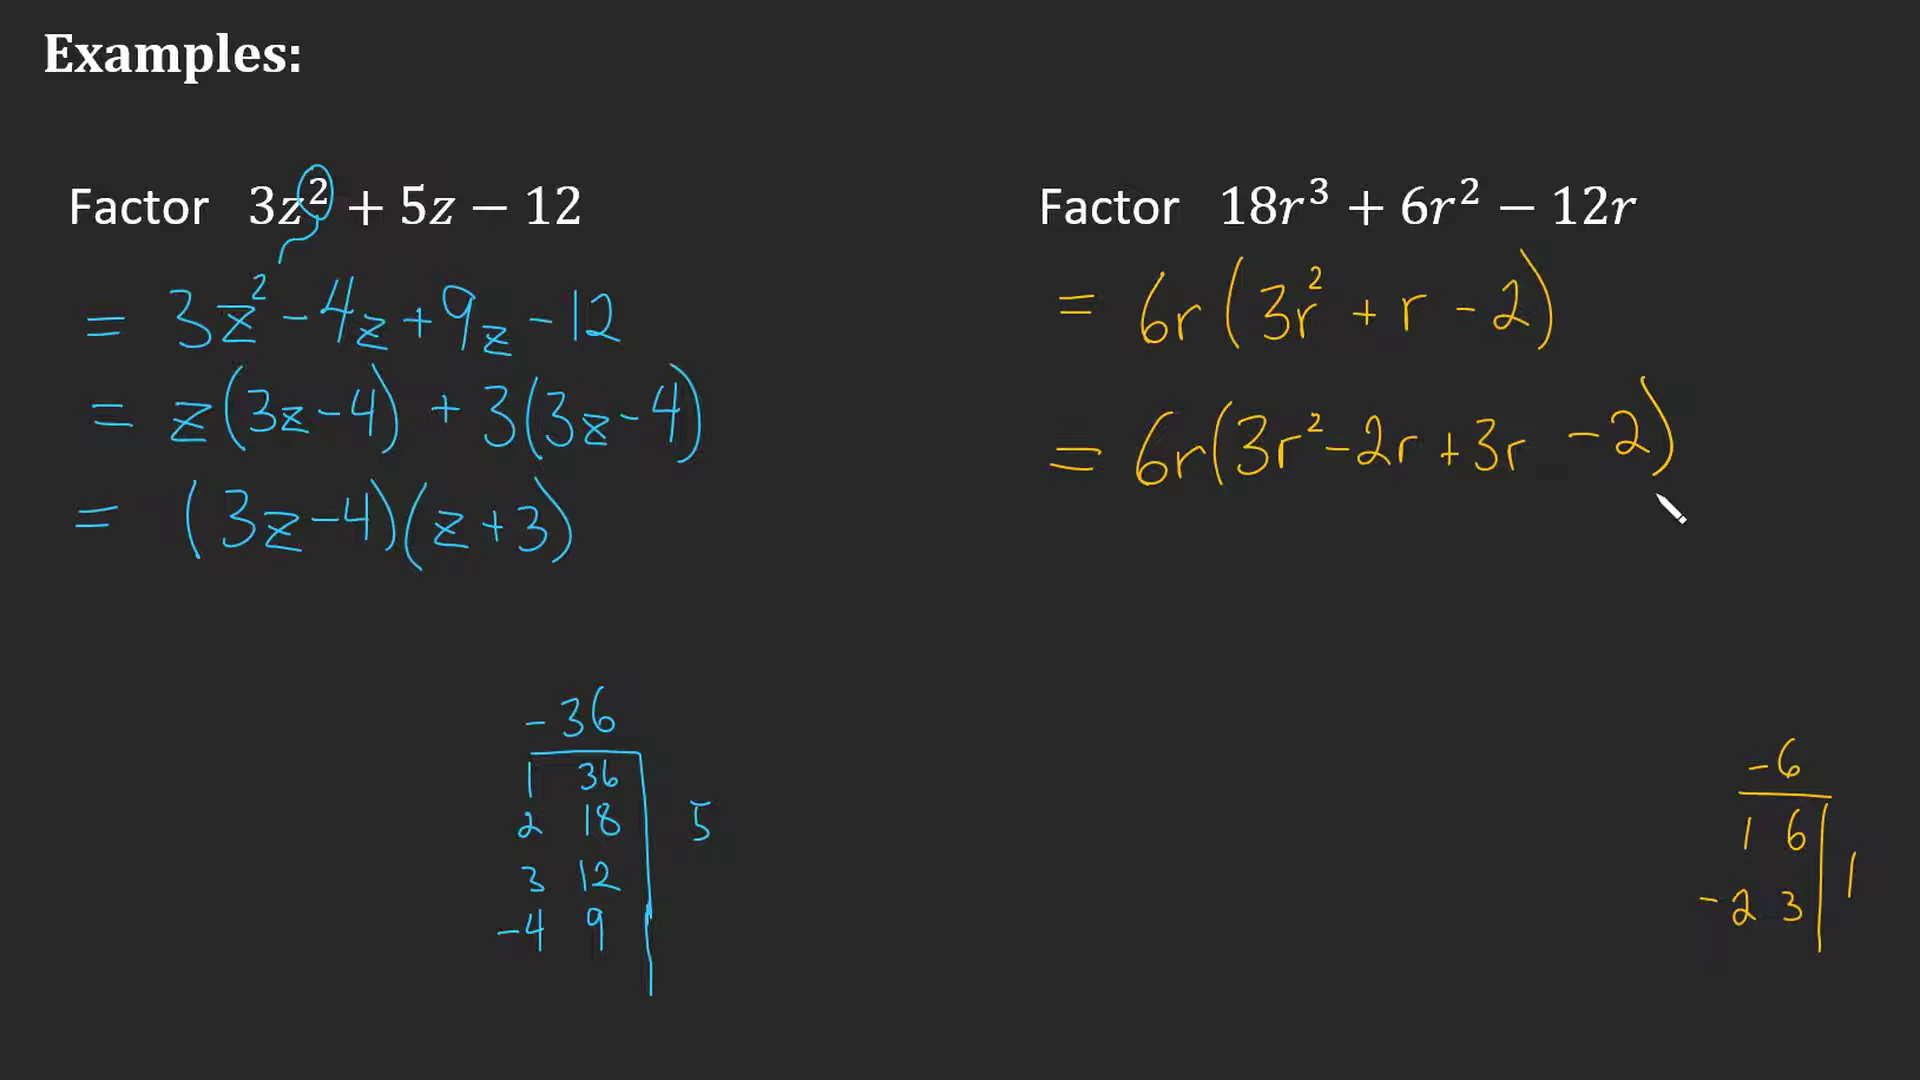 Examples:
Factor 3z² + 5z − 12
= 3z² - 4z + 9z - 12
= z(3z - 4) + 3(3z - 4)
= (3z - 4)(z + 3)
-36
1 36
2 18
5
3 12
-4 9
Factor 18r³ + 6r² − 12r
= 6r(3r² + r - 2)
= 6r(3r² - 2r + 3r - 2)
-6
1 6
1
-2 3